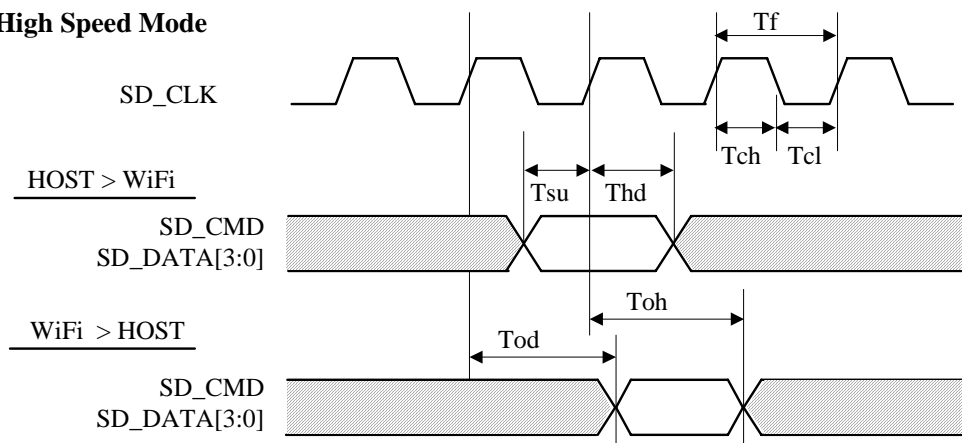 High Speed Mode
Tf
SD_CLK
Tch Tcl
HOST > WiFi
Tsu Thd
SD_CMD
SD_DATA[3:0]
Toh
WiFi > HOST
Tod
SD_CMD
SD_DATA[3:0]